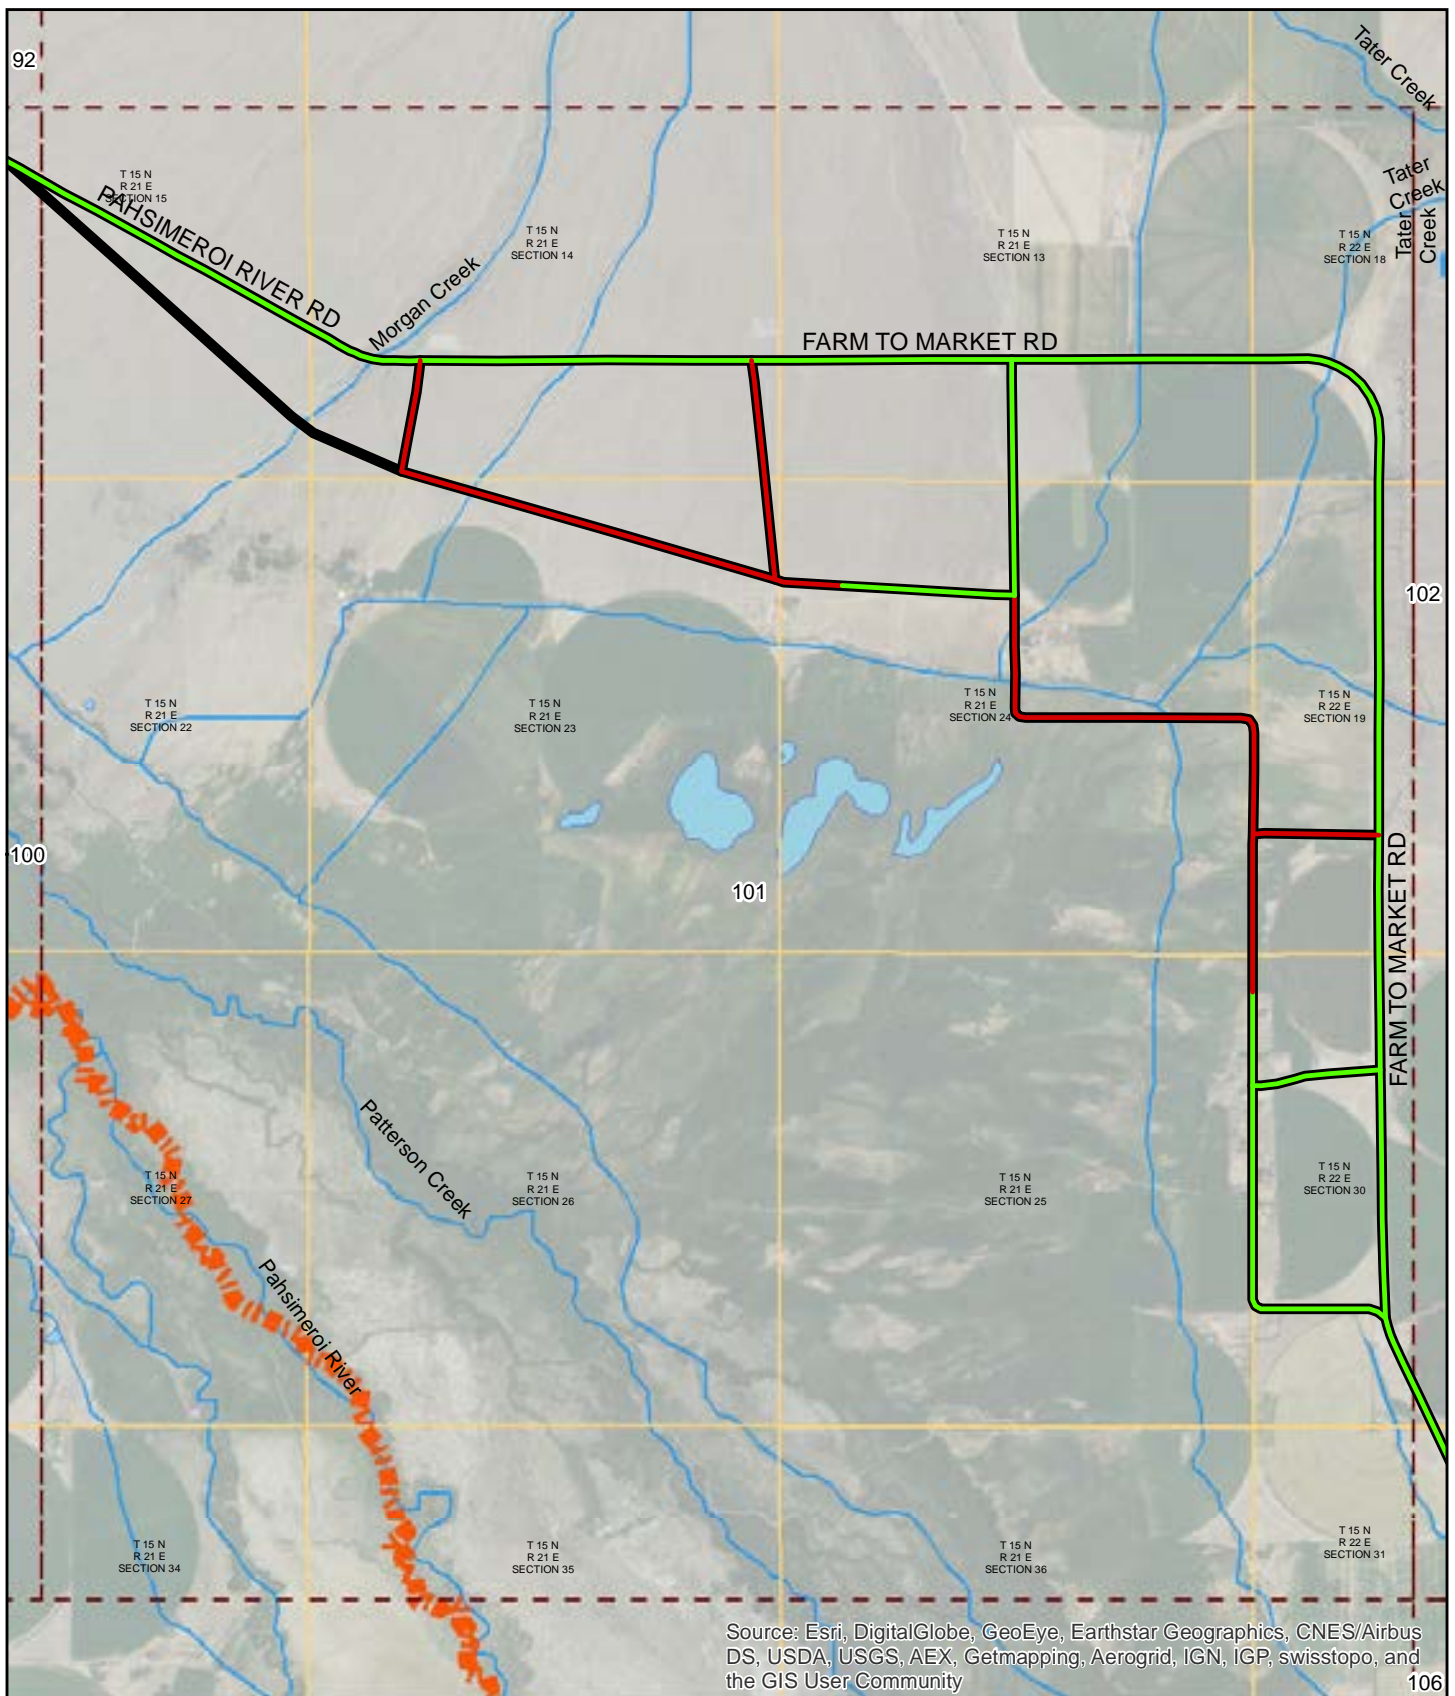 92
Tater Creek
T 15 N
R 21 E
SECTION 15
PAHSIMEROI RIVER RD
T 15 N
R 21 E
SECTION 14
Morgan Creek
T 15 N
R 21 E
SECTION 13
T 15 N
R 22 E
SECTION 18
Tater
Creek
Tater
Creek
FARM TO MARKET RD
102
T 15 N
R 21 E
SECTION 22
T 15 N
R 21 E
SECTION 23
T 15 N
R 21 E
SECTION 24
T 15 N
R 22 E
SECTION 19
100
101
FARM TO MARKET RD
Patterson Creek
T 15 N
R 21 E
SECTION 27
T 15 N
R 21 E
SECTION 26
T 15 N
R 21 E
SECTION 25
T 15 N
R 22 E
SECTION 30
Pahsimeroi River
T 15 N
R 21 E
SECTION 34
T 15 N
R 21 E
SECTION 35
T 15 N
R 21 E
SECTION 36
T 15 N
R 22 E
SECTION 31
Source: Esri, DigitalGlobe, GeoEye, Earthstar Geographics, CNES/Airbus
DS, USDA, USGS, AEX, Getmapping, Aerogrid, IGN, IGP, swisstopo, and
the GIS User Community
106